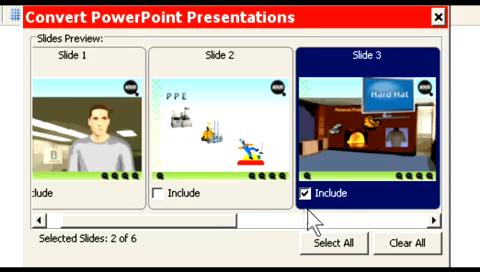 Convert PowerPoint Presentations
Slides Preview:
Slide 1
Slide 2
Slide 3
PPE
Hard Hat
clude
Include
Include
Selected Slides: 2 of 6
Select All
Clear All